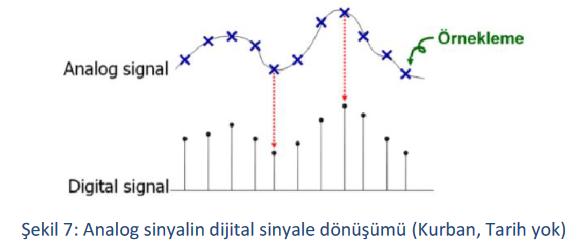 Örnekleme
Analog signal
Digital signal
Şekil 7: Analog sinyalin dijital sinyale dönüşümü (Kurban, Tarih yok)